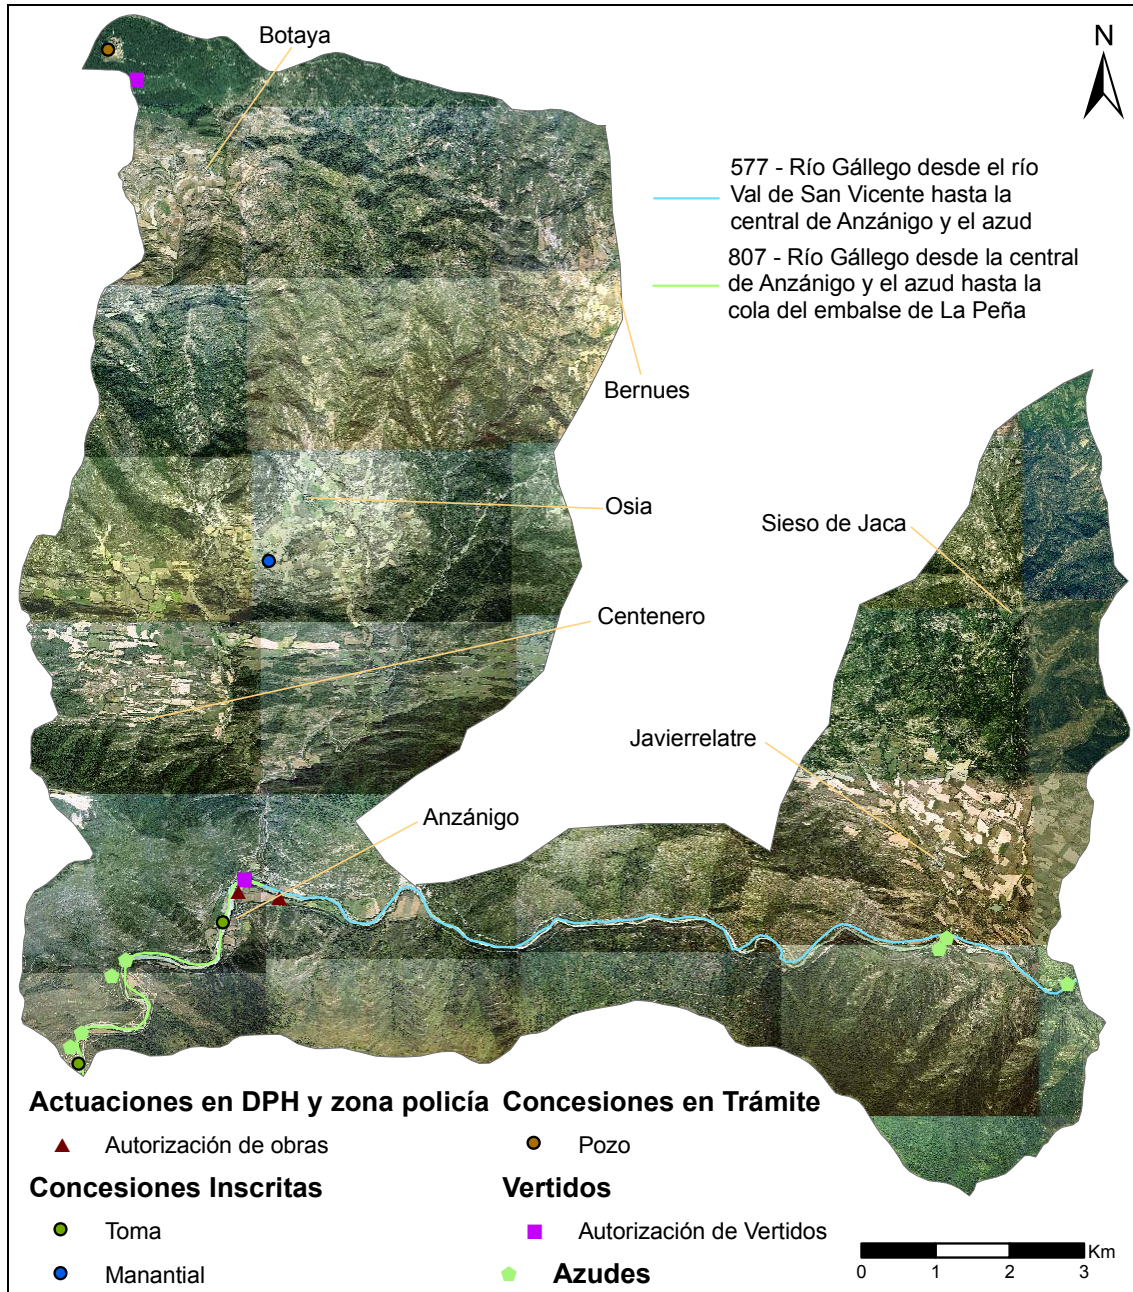 Botaya
N
577 - Río Gállego desde el río
Val de San Vicente hasta la
central de Anzánigo y el azud
807 - Río Gállego desde la central
de Anzánigo y el azud hasta la
cola del embalse de La Peña
Bernues
Osia
Sieso de Jaca
Centenero
Javierrelatre
Anzánigo
Actuaciones en DPH y zona policía
Autorización de obras
Concesiones Inscritas
Toma
Manantial
Concesiones en Trámite
Pozo
Vertidos
Autorización de Vertidos
Azudes
Km
0 1 2 3